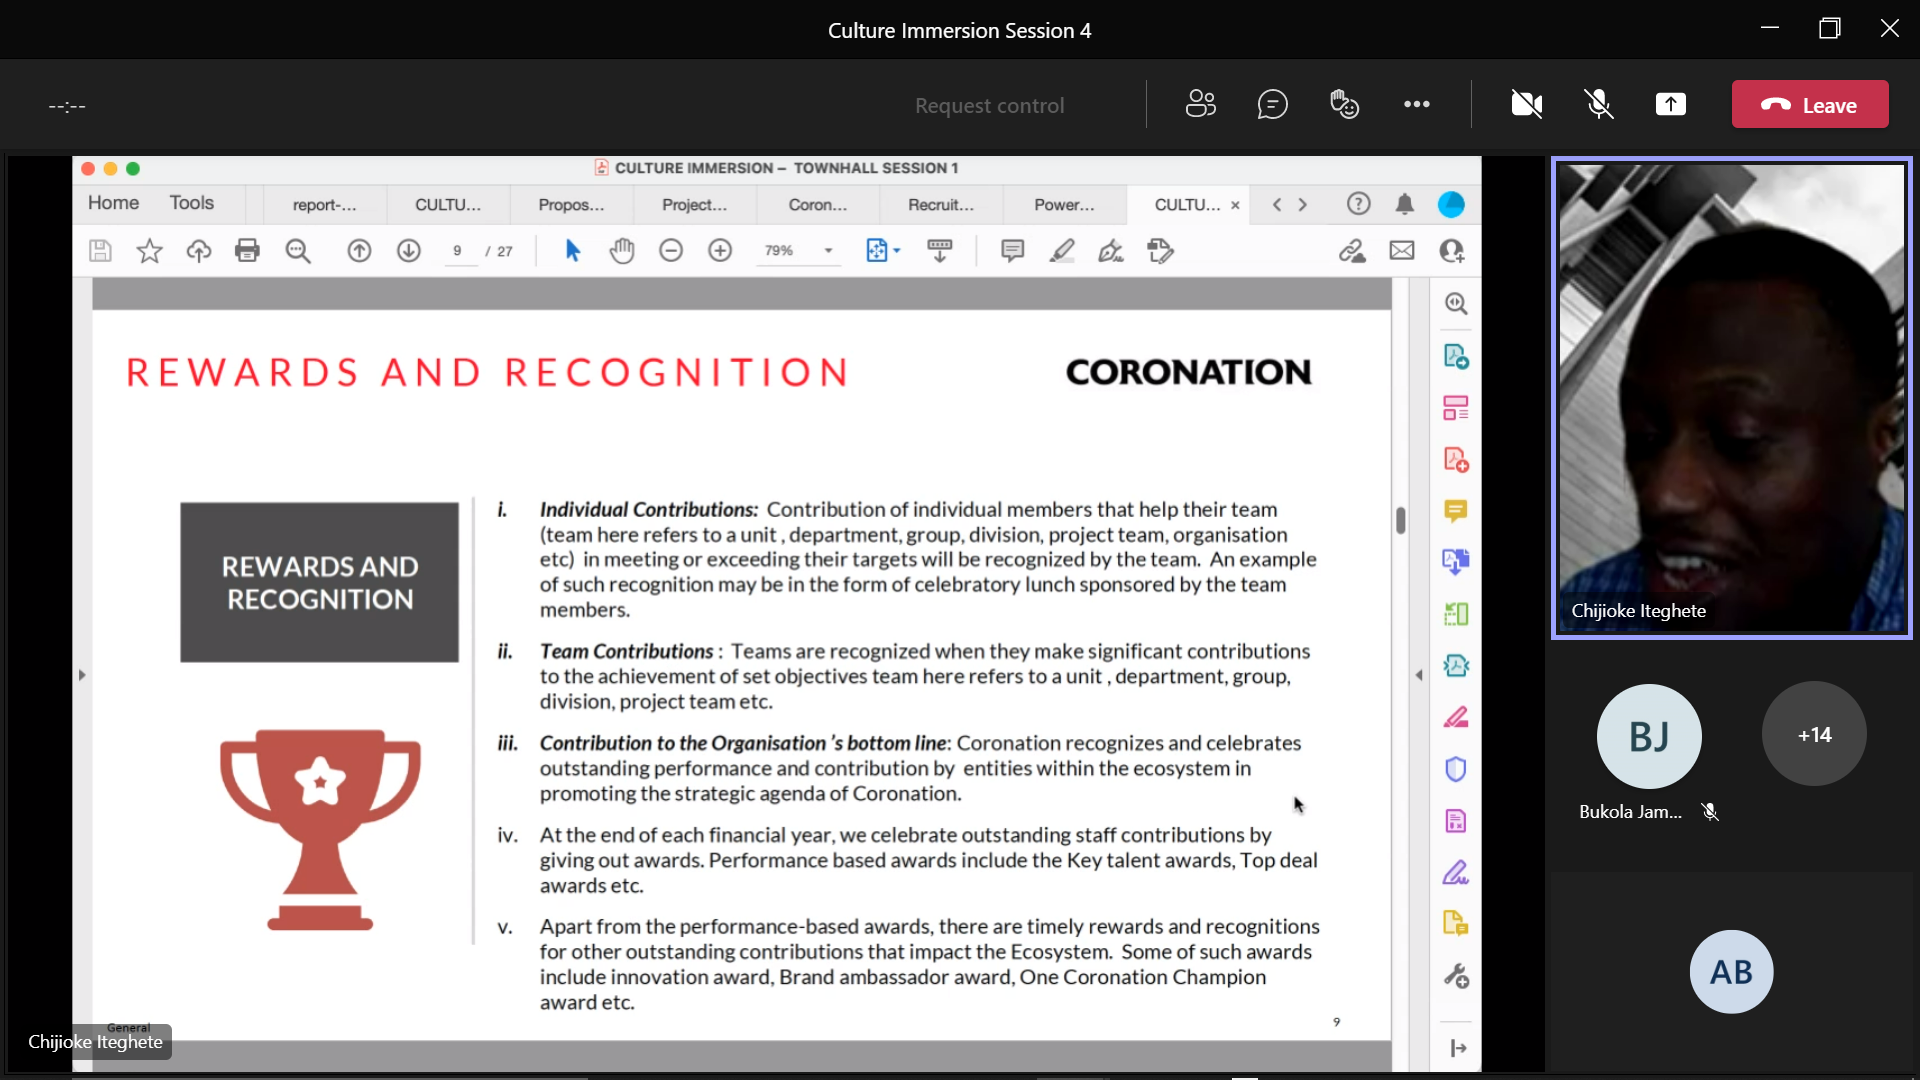 Culture Immersion Session 4
--:--
Request control
Leave
CULTURE IMMERSION – TOWNHALL SESSION 1
Home
Tools
report-...
CULTU...
Propos...
Project...
Coron...
Recruit...
Power...
CULTU... ×
9 / 27
79%
REWARDS AND RECOGNITION
CORONATION
REWARDS AND
RECOGNITION
i. Individual Contributions: Contribution of individual members that help their team
(team here refers to a unit , department, group, division, project team, organisation
etc) in meeting or exceeding their targets will be recognized by the team. An example
of such recognition may be in the form of celebratory lunch sponsored by the team
members.
ii. Team Contributions : Teams are recognized when they make significant contributions
to the achievement of set objectives team here refers to a unit , department, group,
division, project team etc.
iii. Contribution to the Organisation 's bottom line: Coronation recognizes and celebrates
outstanding performance and contribution by entities within the ecosystem in
promoting the strategic agenda of Coronation.
iv. At the end of each financial year, we celebrate outstanding staff contributions by
giving out awards. Performance based awards include the Key talent awards, Top deal
awards etc.
v. Apart from the performance-based awards, there are timely rewards and recognitions
for other outstanding contributions that impact the Ecosystem. Some of such awards
include innovation award, Brand ambassador award, One Coronation Champion
award etc.
General
9
Chijioke Iteghete
Chijioke Iteghete
BJ
+14
Bukola Jam...
AB